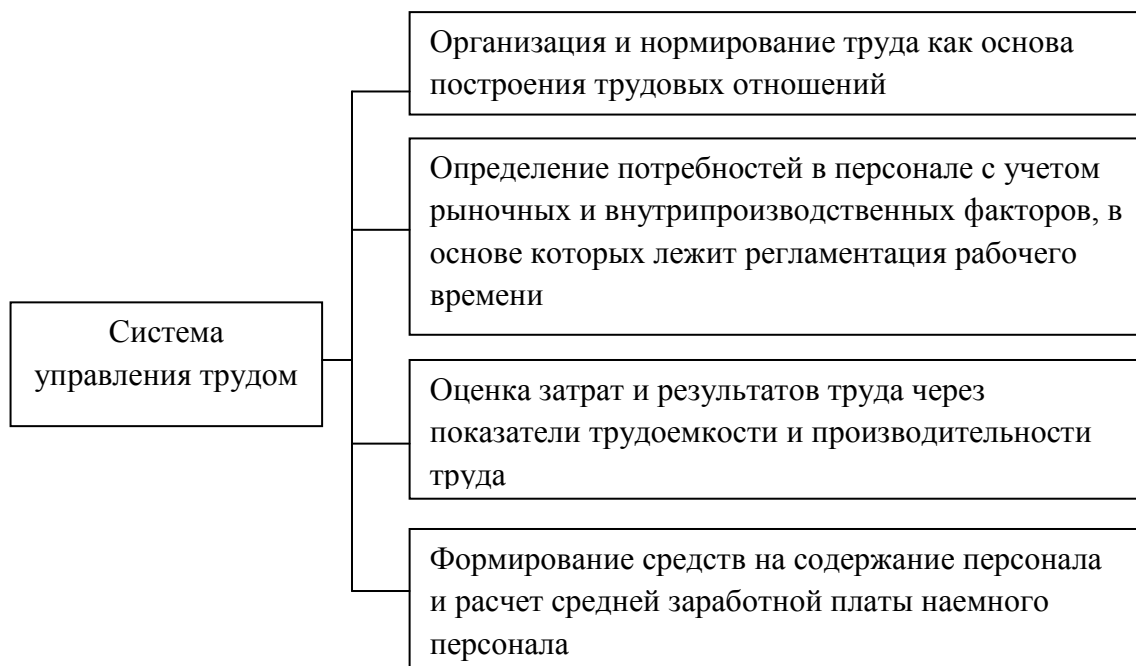 Организация и нормирование труда как основа
построения трудовых отношений
Определение потребностей в персонале с учетом
рыночных и внутрипроизводственных факторов, в
основе которых лежит регламентация рабочего
времени
Система
управления трудом
Оценка затрат и результатов труда через
показатели трудоемкости и производительности
труда
Формирование средств на содержание персонала
и расчет средней заработной платы наемного
персонала